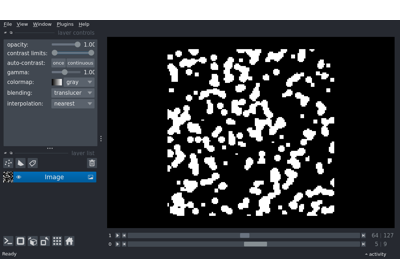 File View Window Plugins Help
layer controls
opacity: 1.00
contrast limits:
auto-contrast: once continuous
gamma: 1.00
colormap: gray
blending: translucer
interpolation: nearest
layer list
Image
1 64 127
0 5 9
Ready
activity